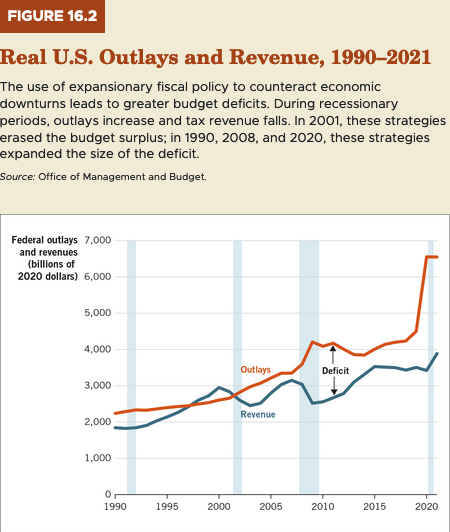 FIGURE 16.2
Real U.S. Outlays and Revenue, 1990–2021
The use of expansionary fiscal policy to counteract economic
downturns leads to greater budget deficits. During recessionary
periods, outlays increase and tax revenue falls. In 2001, these strategies
erased the budget surplus; in 1990, 2008, and 2020, these strategies
expanded the size of the deficit.
Source: Office of Management and Budget.
Federal outlays
and revenues
(billions of
2020 dollars)
7,000
6,000
5,000
4,000
3,000
2,000
1,000
0
Outlays
Deficit
Revenue
1990 1995 2000 2005 2010 2015 2020